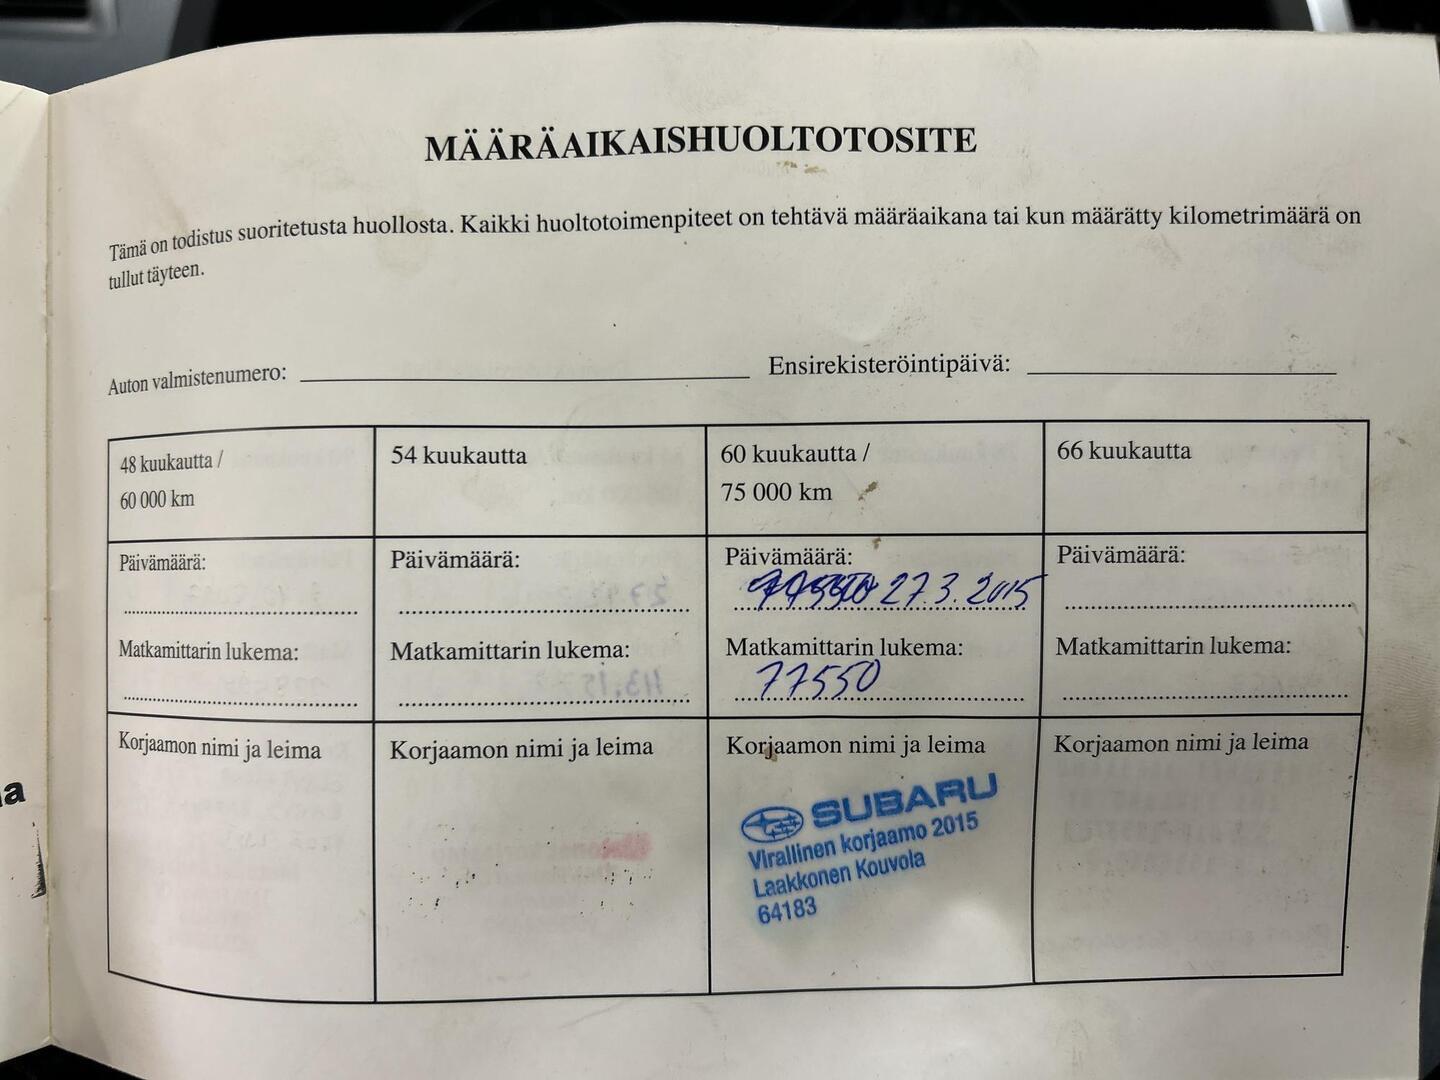 MÄÄRÄAIKAISHUOLTOTOSITE
Tämä on todistus suoritetusta huollosta. Kaikki huoltotoimenpiteet on tehtävä määräaikana tai kun määrätty kilometrimäärä on
tullut täyteen.
Auton valmistenumero:
Ensirekisteröintipäivä:
48 kuukautta /
60 000 km
54 kuukautta
60 kuukautta /
75 000 km
66 kuukautta
Päivämäärä:
Päivämäärä:
Päivämäärä:
27.3.2015
Päivämäärä:
Matkamittarin lukema:
Matkamittarin lukema:
Matkamittarin lukema:
77550
Matkamittarin lukema:
Korjaamon nimi ja leima
Korjaamon nimi ja leima
Korjaamon nimi ja leima
SUBARU
Virallinen korjaamo 2015
Laakkonen Kouvola
64183
Korjaamon nimi ja leima